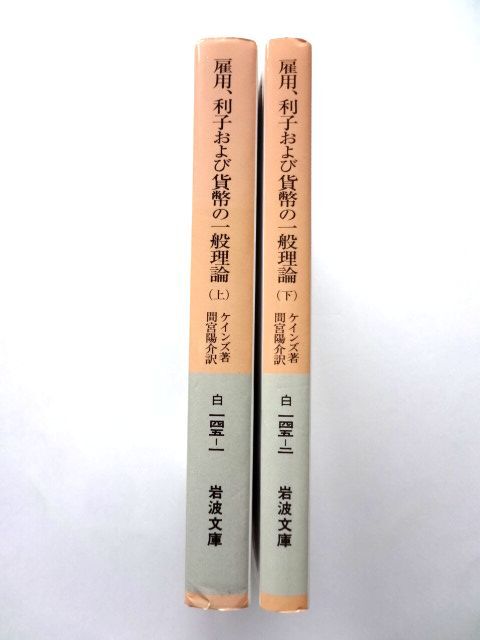 雇用、利子および貨幣の一般理論(上)
ケインズ著
間宮陽介訳
白一四五-一
岩波文庫
雇用、利子および貨幣の一般理論(下)
ケインズ著
間宮陽介訳
白一四五-二
岩波文庫